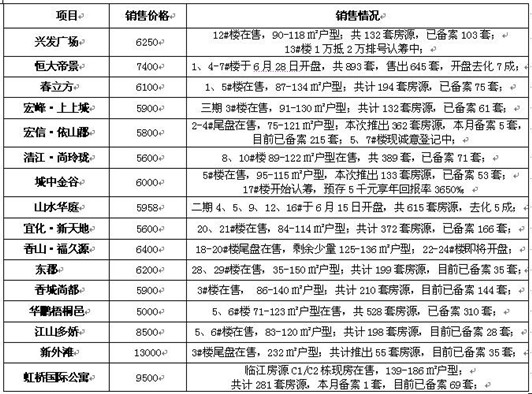 项目 销售价格 销售情况
兴发广场 6250 12#楼在售，90-118㎡户型；共132套房源，已备案103套；
13#楼1万抵2万排号认筹中；
恒大帝景 7400 1、4-7#楼于6月28日开盘，共893套，售出645套，开盘去化7成；
春立方 6100 1、5#楼在售，87-134㎡户型；共计194套房源，已备案75套；
宏峰·上上城 5900 三期3#楼在售，91-130㎡户型；共计132套房源，已备案61套；
宏信·依山郡 5800 2-4#尾盘在售，75-121㎡户型；本次推出362套房源，本月备案5套，
目前已备案215套；5、7#楼现诚意登记中；
清江·尚玲珑 5600 8、10#楼89-122㎡户型在售，共389套，已备案71套；
城中金谷 6000 5#楼在售，95-115㎡户型，本次推出133套房源，已备案53套；
17#楼开始认筹，预存5千元享年回报率3650%；
山水华庭 5958 二期4、5、9、12、16#于6月15日开盘，共615套房源，去化5成；
宜化·新天地 5600 20、21#楼在售，84-114㎡户型；共计372套房源，已备案166套；
香山·福久源 6400 18-20#楼尾盘在售，剩余少量125-136㎡户型；22-24#楼即将开盘；
东郡 6200 28、29#楼在售，35-150㎡户型；共计199套房源，目前已备案35套；
香城尚都 5900 3#楼在售，86-140㎡户型；共计210套房源，目前已备案144套；
华鹏梧桐邑 5000 5、6#楼71-123㎡户型在售，共528套房源，已备案310套；
江山多娇 8500 5、6#楼在售，83-120㎡户型；共计198套房源，目前已备案28套；
新外滩 13000 3#楼尾盘在售，232㎡户型；共计推出55套房源，目前已备案35套；
虹桥国际公寓 9500 临江房源C1/C2栋现房在售，139-186㎡户型；
共计281套房源，本月备案1套，目前已备案69套；